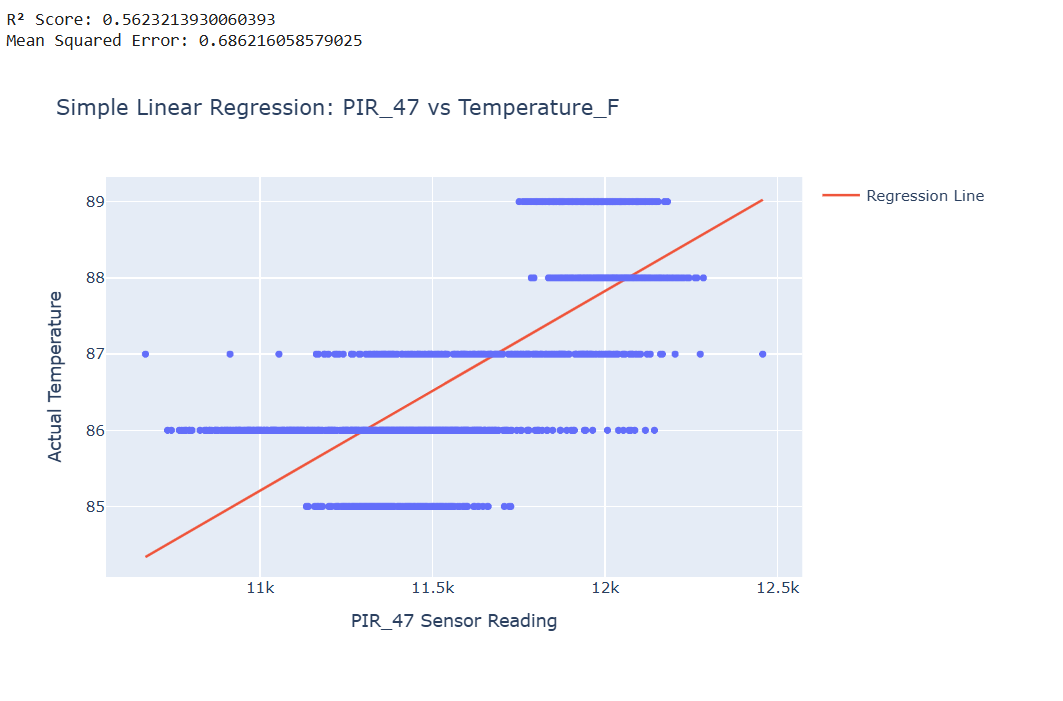 R² Score: 0.5623213930060393
Mean Squared Error: 0.686216058579025
Simple Linear Regression: PIR_47 vs Temperature_F
Regression Line
89
88
87
86
85
Actual Temperature
11k 11.5k 12k 12.5k
PIR_47 Sensor Reading